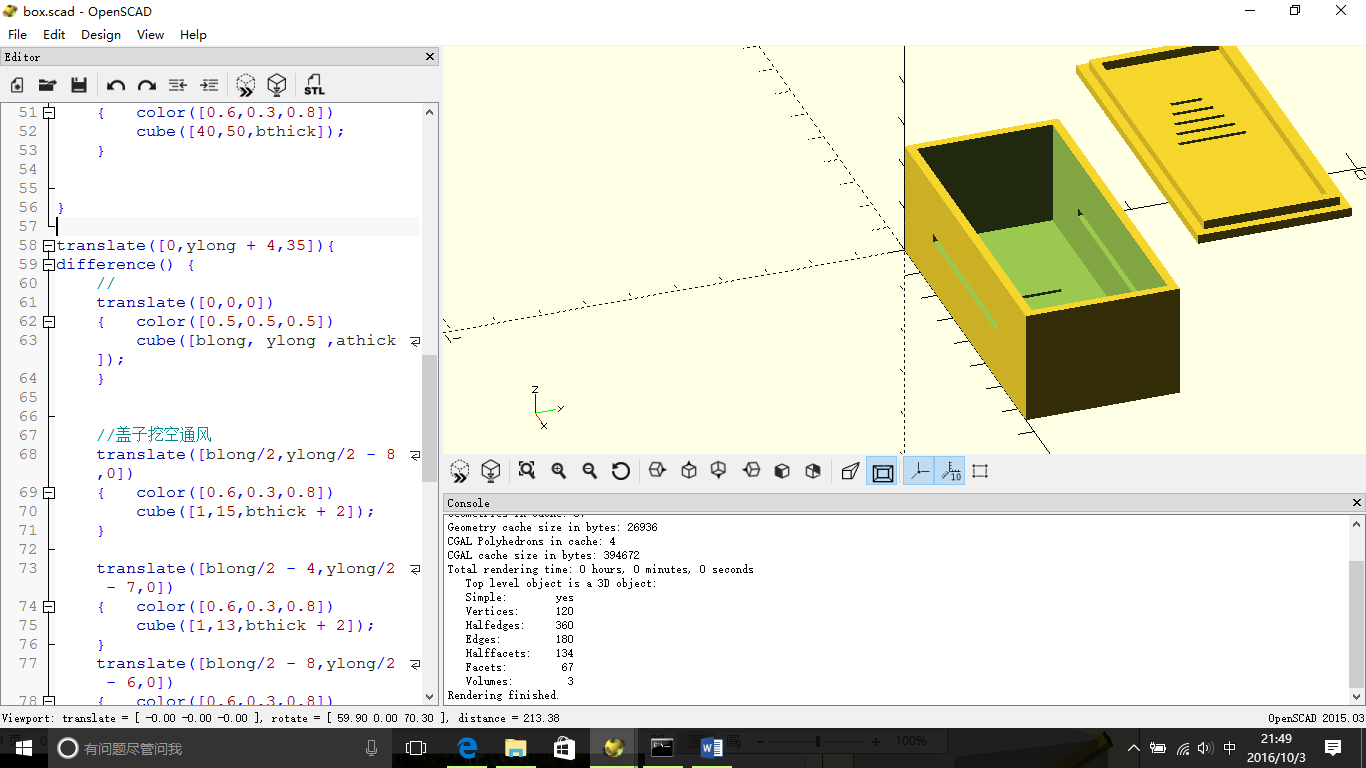 box.scad - OpenSCAD
File Edit Design View Help
Editor
STL
51 { color([0.6,0.3,0.8])
52 cube([40,50,bthick]);
53 }
54
55
56 }
57
58 translate([0,ylong + 4,35]){
59 difference() {
60 //
61 translate([0,0,0])
62 { color([0.5,0.5,0.5])
63 cube([blong, ylong ,athick
]);
64 }
65
66
67 //盖子挖空通风
68 translate([blong/2,ylong/2 - 8
,0])
69 { color([0.6,0.3,0.8])
70 cube([1,15,bthick + 2]);
71 }
72
73 translate([blong/2 - 4,ylong/2
- 7,0])
74 { color([0.6,0.3,0.8])
75 cube([1,13,bthick + 2]);
76 }
77 translate([blong/2 - 8,ylong/2
- 6,0])
78 { color([0.6,0.3,0.8])
Z
Y
X
10
Console
Geometries in cache: 37
Geometry cache size in bytes: 26936
CGAL Polyhedrons in cache: 4
CGAL cache size in bytes: 394672
Total rendering time: 0 hours, 0 minutes, 0 seconds
Top level object is a 3D object:
Simple: yes
Vertices: 120
Halfedges: 360
Edges: 180
Halffacets: 134
Facets: 67
Volumes: 3
Rendering finished.
Viewport: translate = [ -0.00 -0.00 -0.00 ], rotate = [ 59.90 0.00 70.30 ], distance = 213.38
OpenSCAD 2015.03
有问题尽管问我
100%
中
21:49
2016/10/3